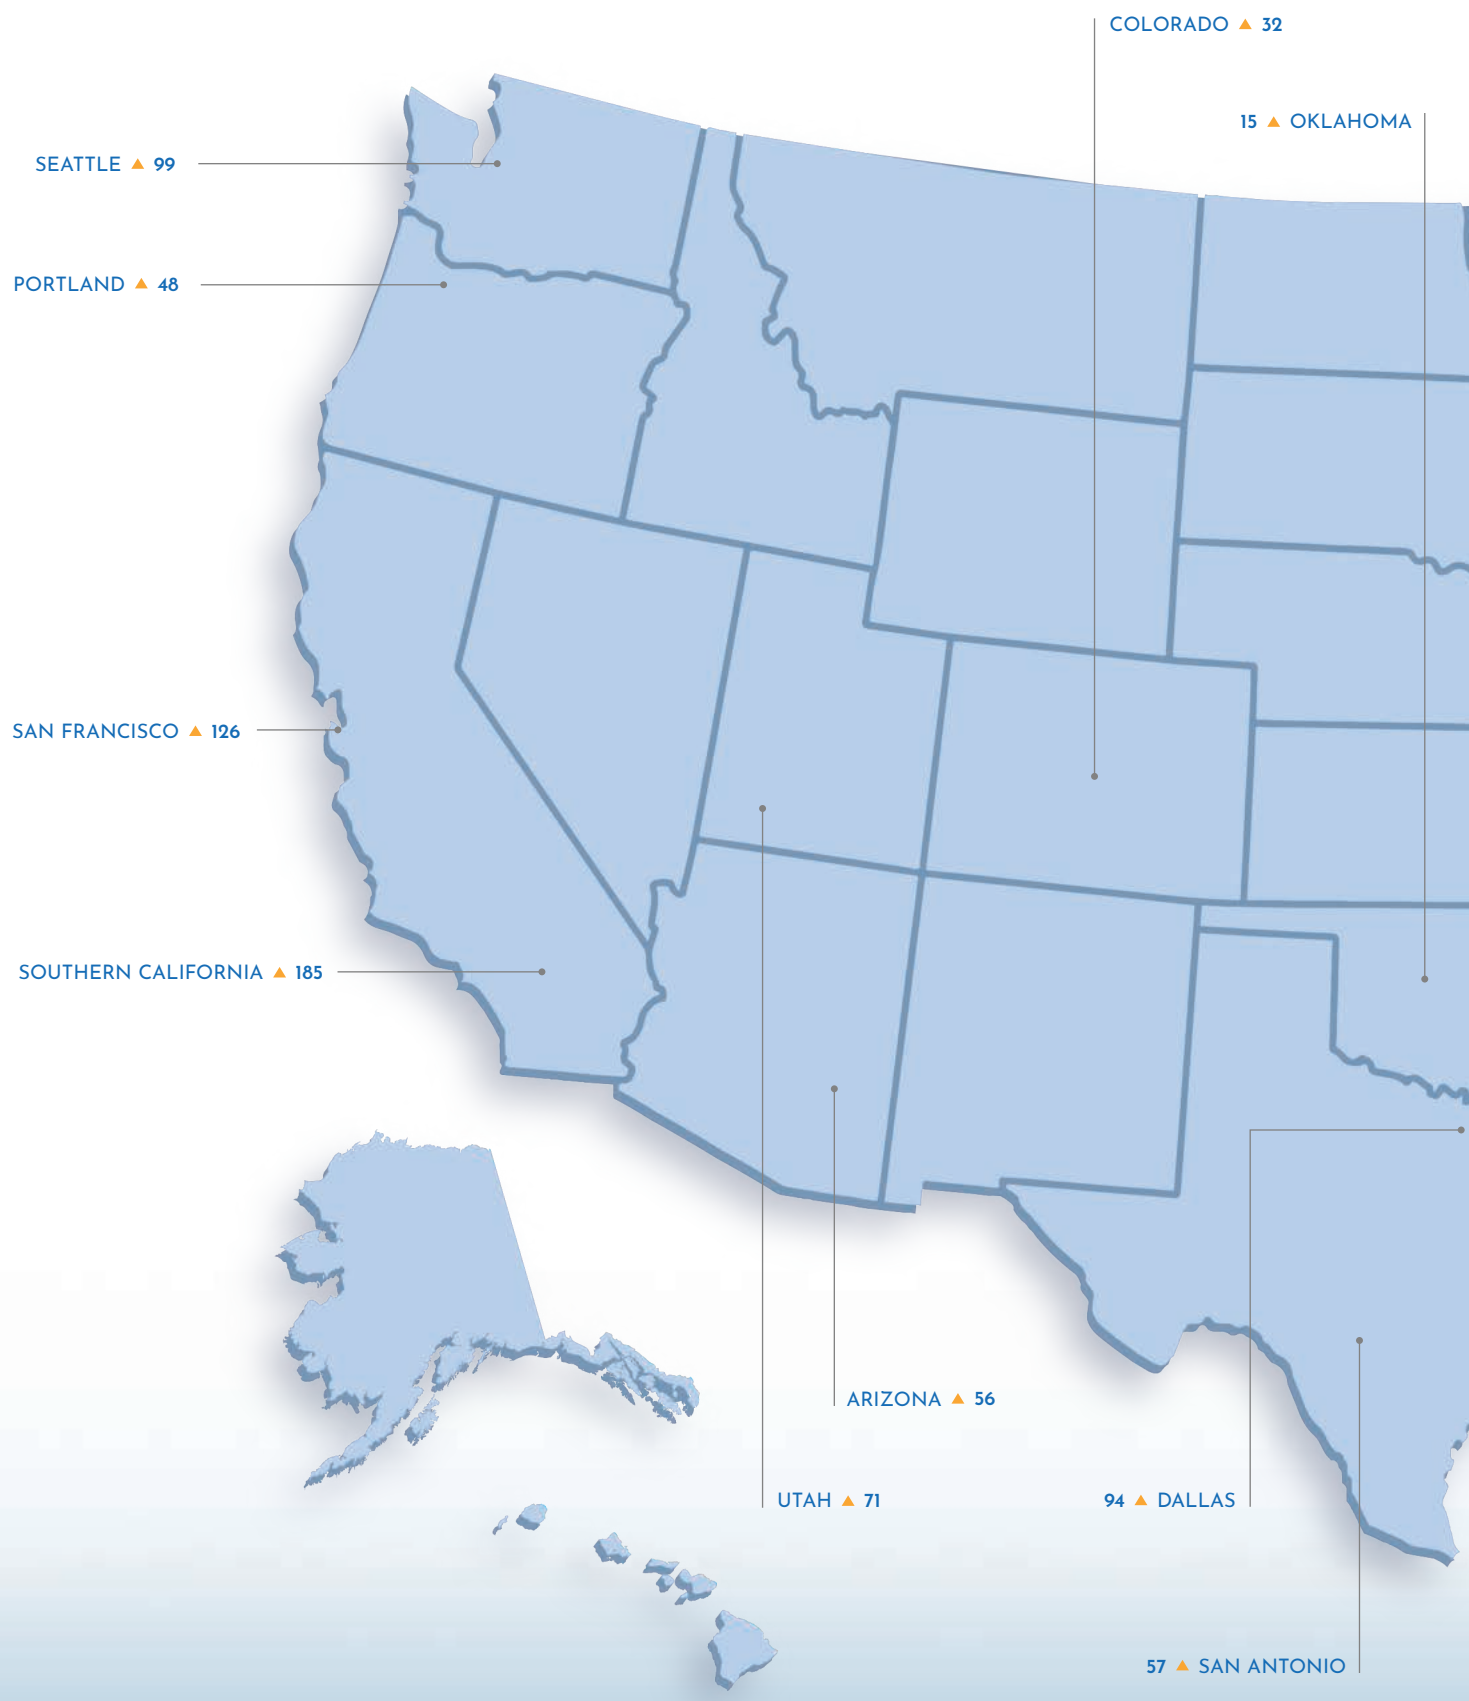 COLORADO ▲ 32
15 ▲ OKLAHOMA
SEATTLE ▲ 99
PORTLAND ▲ 48
SAN FRANCISCO ▲ 126
SOUTHERN CALIFORNIA ▲ 185
ARIZONA ▲ 56
UTAH ▲ 71
94 ▲ DALLAS
57 ▲ SAN ANTONIO